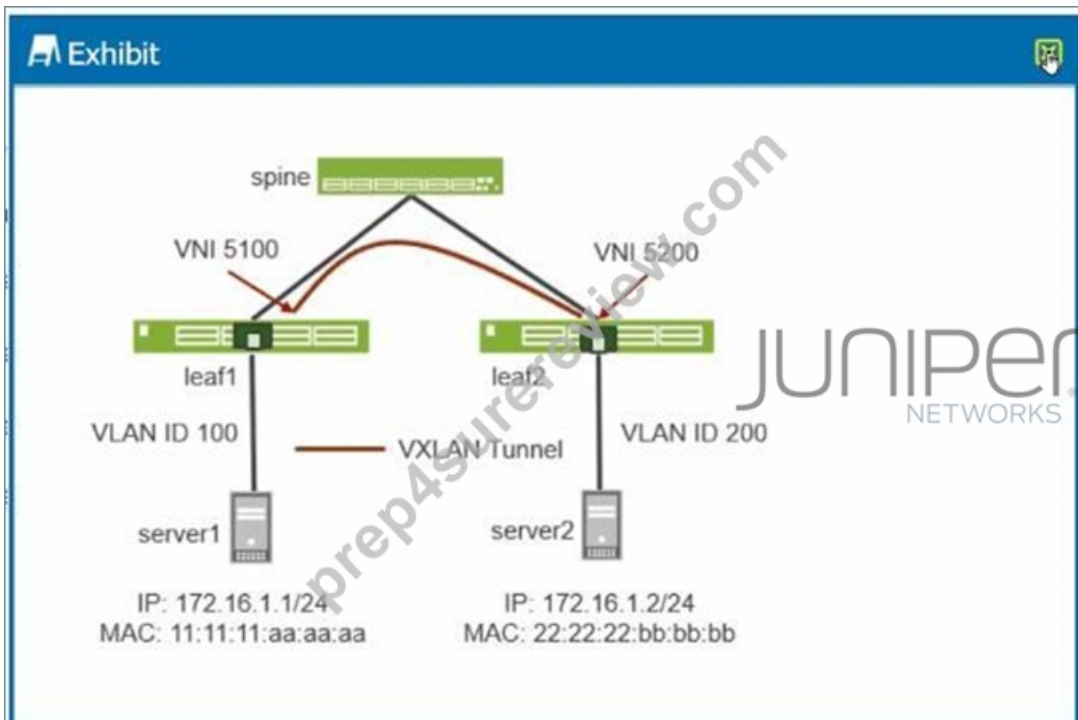 Exhibit
spine
VNI 5100
VNI 5200
leaf1
leaf2
JUNIPER
NETWORKS
VLAN ID 100
VXLAN Tunnel
VLAN ID 200
server1
server2
IP: 172.16.1.1/24
IP: 172.16.1.2/24
MAC: 11:11:11:aa:aa:aa
MAC: 22:22:22:bb:bb:bb
prep4surereview.com